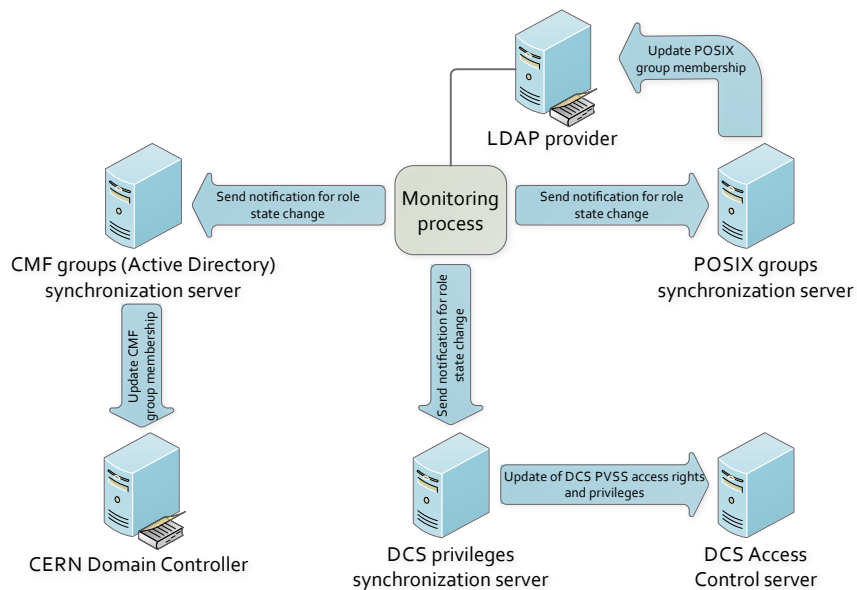 Update POSIX
group membership
LDAP provider
Send notification for role
state change
Monitoring
process
Send notification for role
state change
CMF groups (Active Directory)
synchronization server
POSIX groups
synchronization server
Update CMF
group membership
Send notification for role
state change
Update of DCS PVSS access rights
and privileges
CERN Domain Controller
DCS privileges
synchronization server
DCS Access
Control server